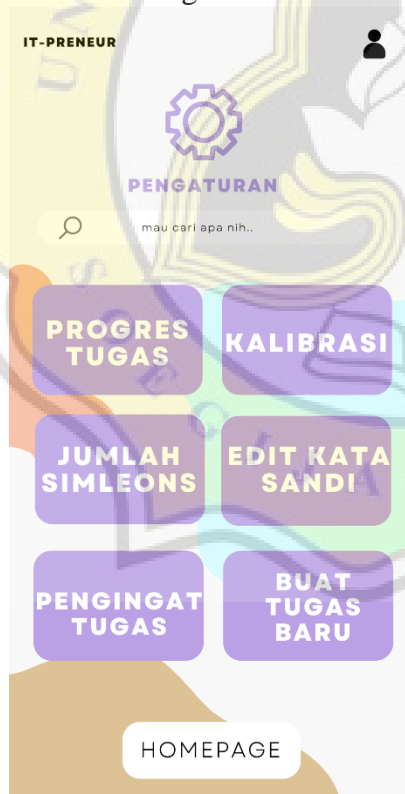 IT-PRENEUR
PENGATURAN
mau cari apa nih..
PROGRES
TUGAS
KALIBRASI
JUMLAH
SIMLEONS
EDIT KATA
SANDI
PENGINGAT
TUGAS
BUAT
TUGAS
BARU
HOMEPAGE